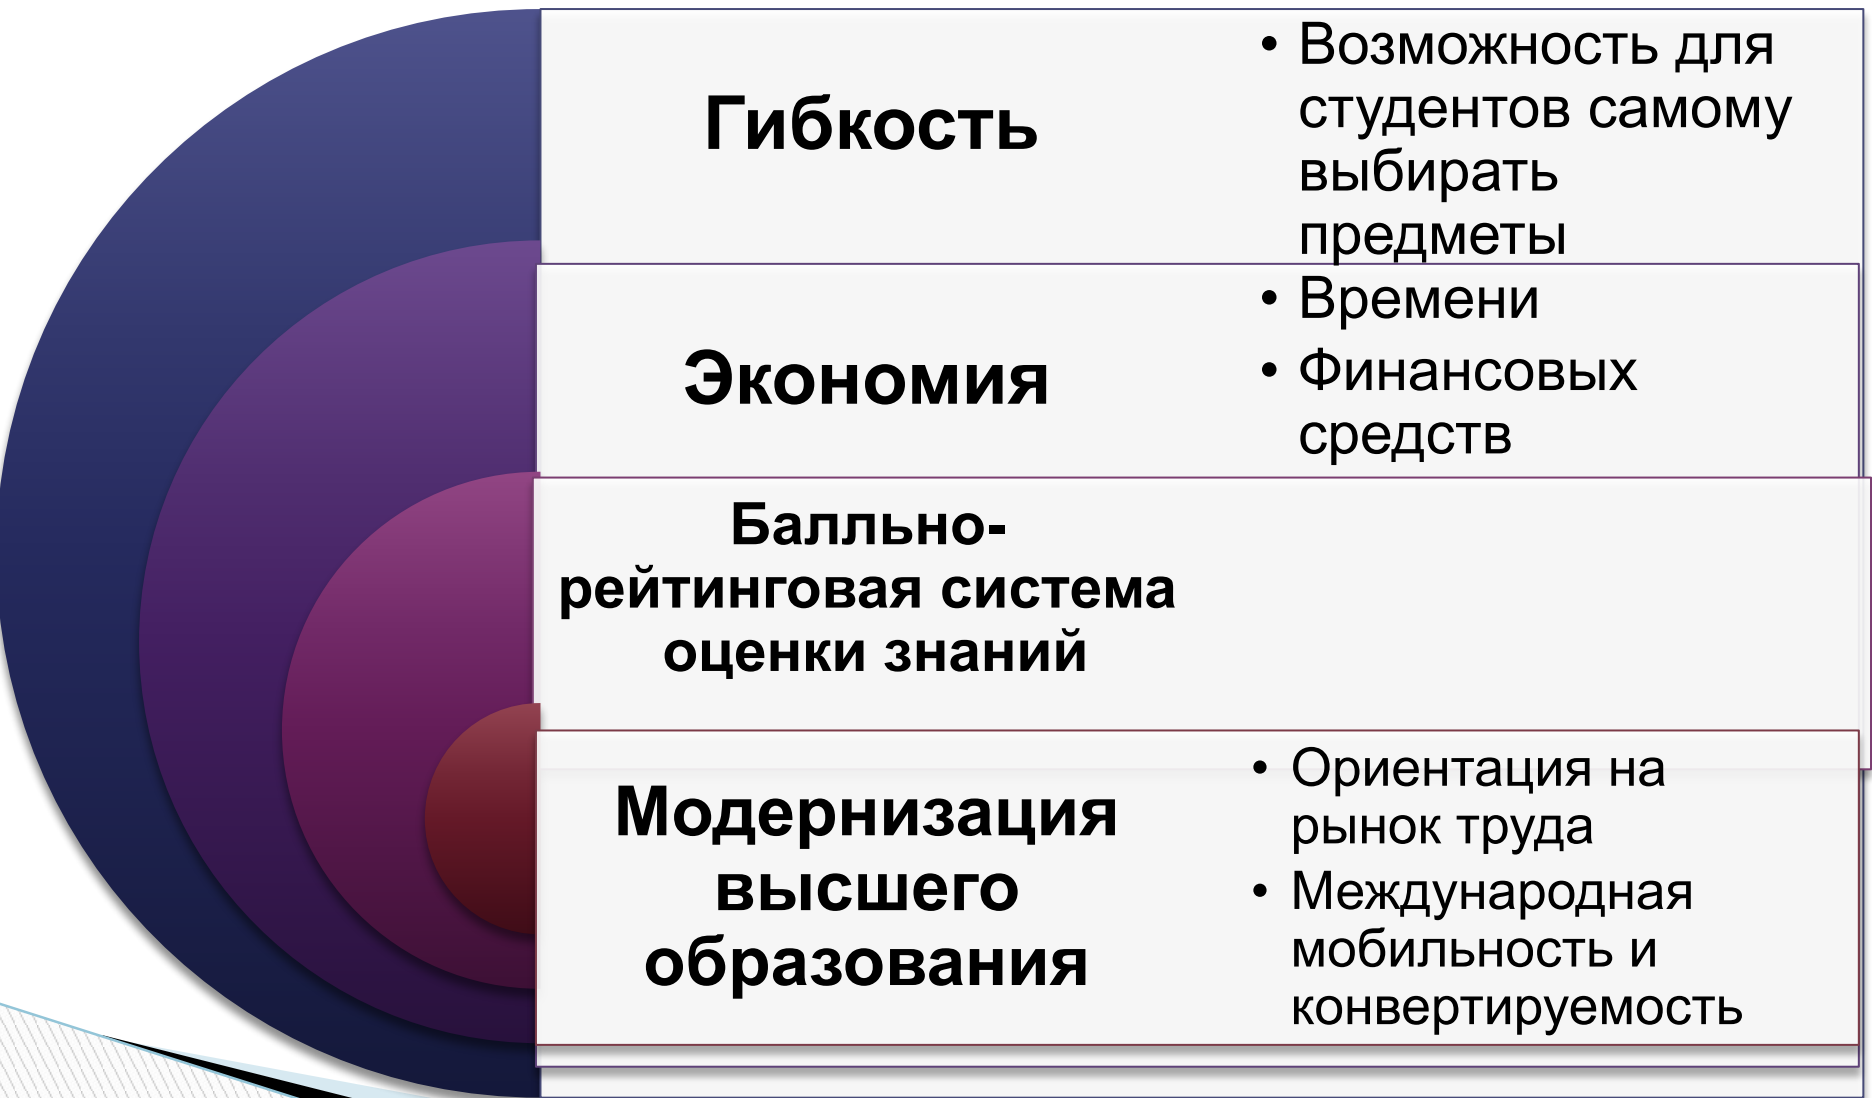 Гибкость
• Возможность для
студентов самому
выбирать
предметы
Экономия
• Времени
• Финансовых
средств
Балльно-
рейтинговая система
оценки знаний
Модернизация
высшего
образования
• Ориентация на
рынок труда
• Международная
мобильность и
конвертируемость